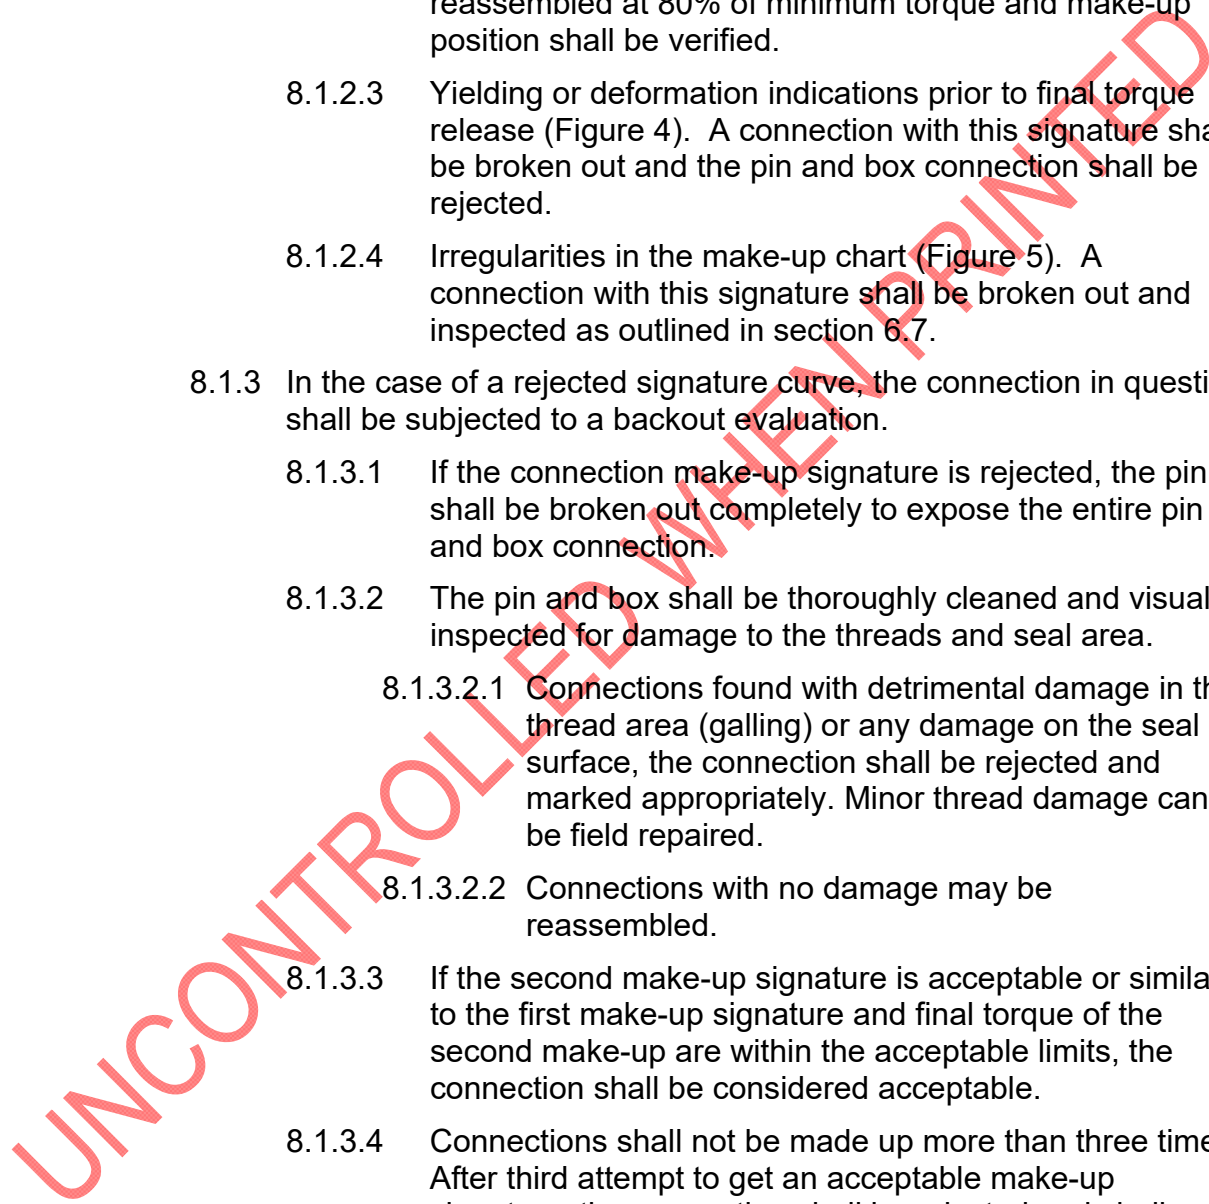 reassembled at 80% of minimum torque and make-up
position shall be verified.
8.1.2.3 Yielding or deformation indications prior to final torque
release (Figure 4). A connection with this signature sha
be broken out and the pin and box connection shall be
rejected.
8.1.2.4 Irregularities in the make-up chart (Figure 5). A
connection with this signature shall be broken out and
inspected as outlined in section 6.7.
8.1.3 In the case of a rejected signature curve, the connection in questi
shall be subjected to a backout evaluation.
8.1.3.1 If the connection make-up signature is rejected, the pin
shall be broken out completely to expose the entire pin
and box connection.
8.1.3.2 The pin and box shall be thoroughly cleaned and visual
inspected for damage to the threads and seal area.
8.1.3.2.1 Connections found with detrimental damage in th
thread area (galling) or any damage on the seal
surface, the connection shall be rejected and
marked appropriately. Minor thread damage can
be field repaired.
8.1.3.2.2 Connections with no damage may be
reassembled.
8.1.3.3 If the second make-up signature is acceptable or simila
to the first make-up signature and final torque of the
second make-up are within the acceptable limits, the
connection shall be considered acceptable.
8.1.3.4 Connections shall not be made up more than three time
After third attempt to get an acceptable make-up
UNCONTROLLED WHEN PRINTED